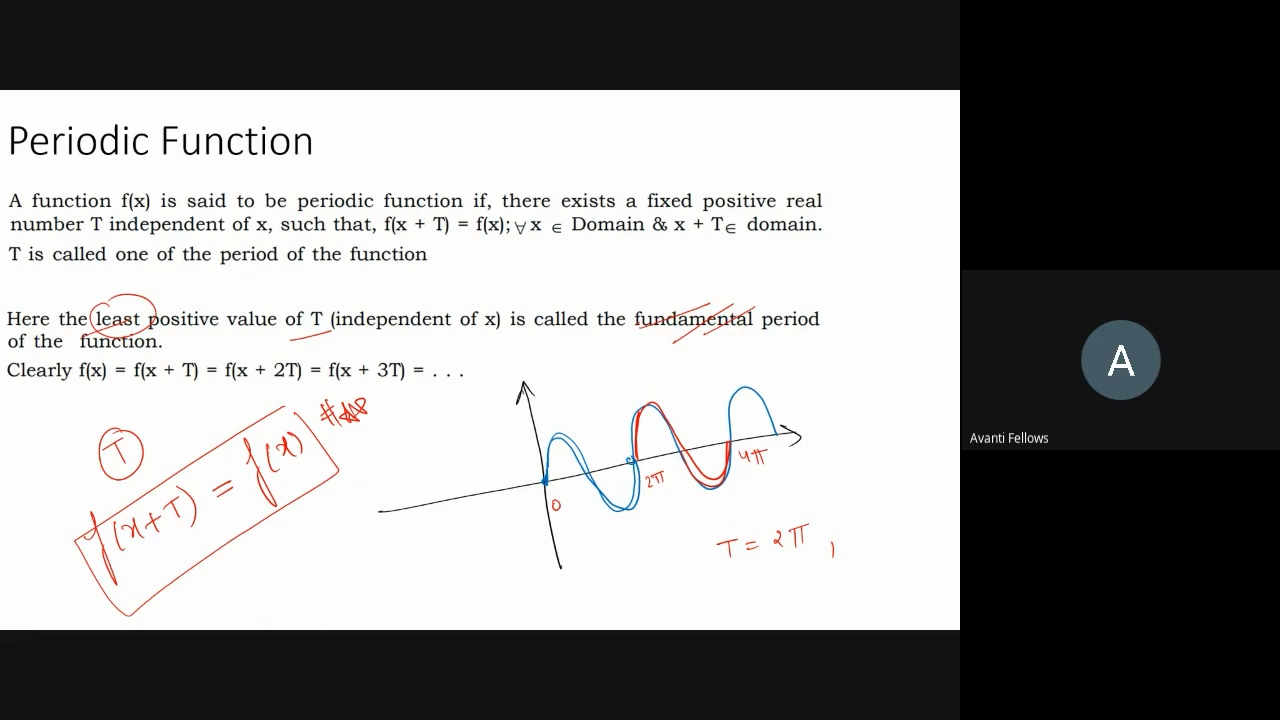 Periodic Function
A function f(x) is said to be periodic function if, there exists a fixed positive real
number T independent of x, such that, f(x + T) = f(x); ∀ x ∈ Domain & x + T ∈ domain.
T is called one of the period of the function
Here the least positive value of T (independent of x) is called the fundamental period
of the function.
Clearly f(x) = f(x + T) = f(x + 2T) = f(x + 3T) = . . .
T
f(x+T) = f(x)
0
2π
4π
T = 2π ,
A
Avanti Fellows